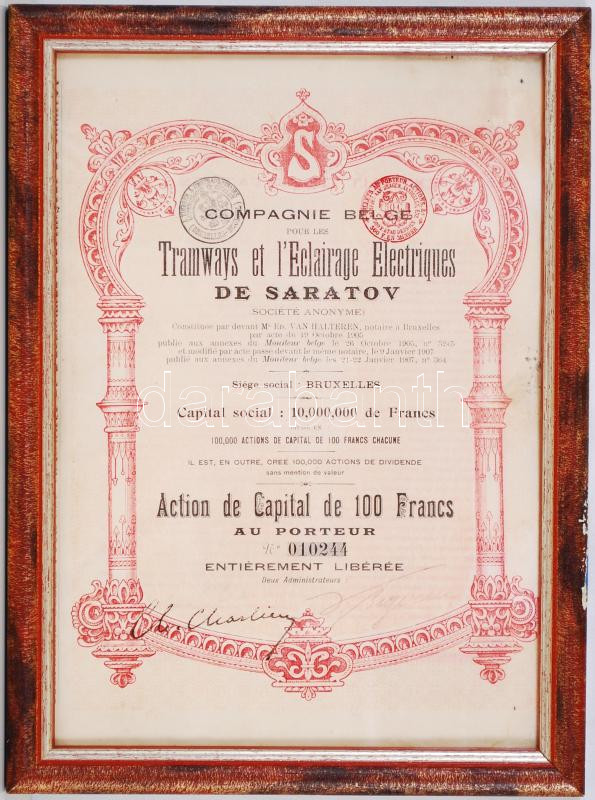 S
COMPAGNIE BELGE
POUR LES
Tramways et l'Eclairage Electriques
DE SARATOV
(SOCIÉTÉ ANONYME)
Constituée par devant Me ED. VAN HALTEREN, notaire à Bruxelles
par acte du 19 Octobre 1905
publié aux annexes du Moniteur belge le 26 Octobre 1905, n° 5245
et modifié par acte passé devant le même notaire, le 9 Janvier 1907
publié aux annexes du Moniteur belge les 21-22 Janvier 1907, n° 364
Siège social : BRUXELLES
darabanth
Capital social : 10,000,000 de Francs
DIVISÉ EN
100,000 ACTIONS DE CAPITAL DE 100 FRANCS CHACUNE
IL EST, EN OUTRE, CRÉÉ 100,000 ACTIONS DE DIVIDENDE
sans mention de valeur
Action de Capital de 100 Francs
AU PORTEUR
N° 010244
ENTIÈREMENT LIBÉRÉE
Deux Administrateurs :